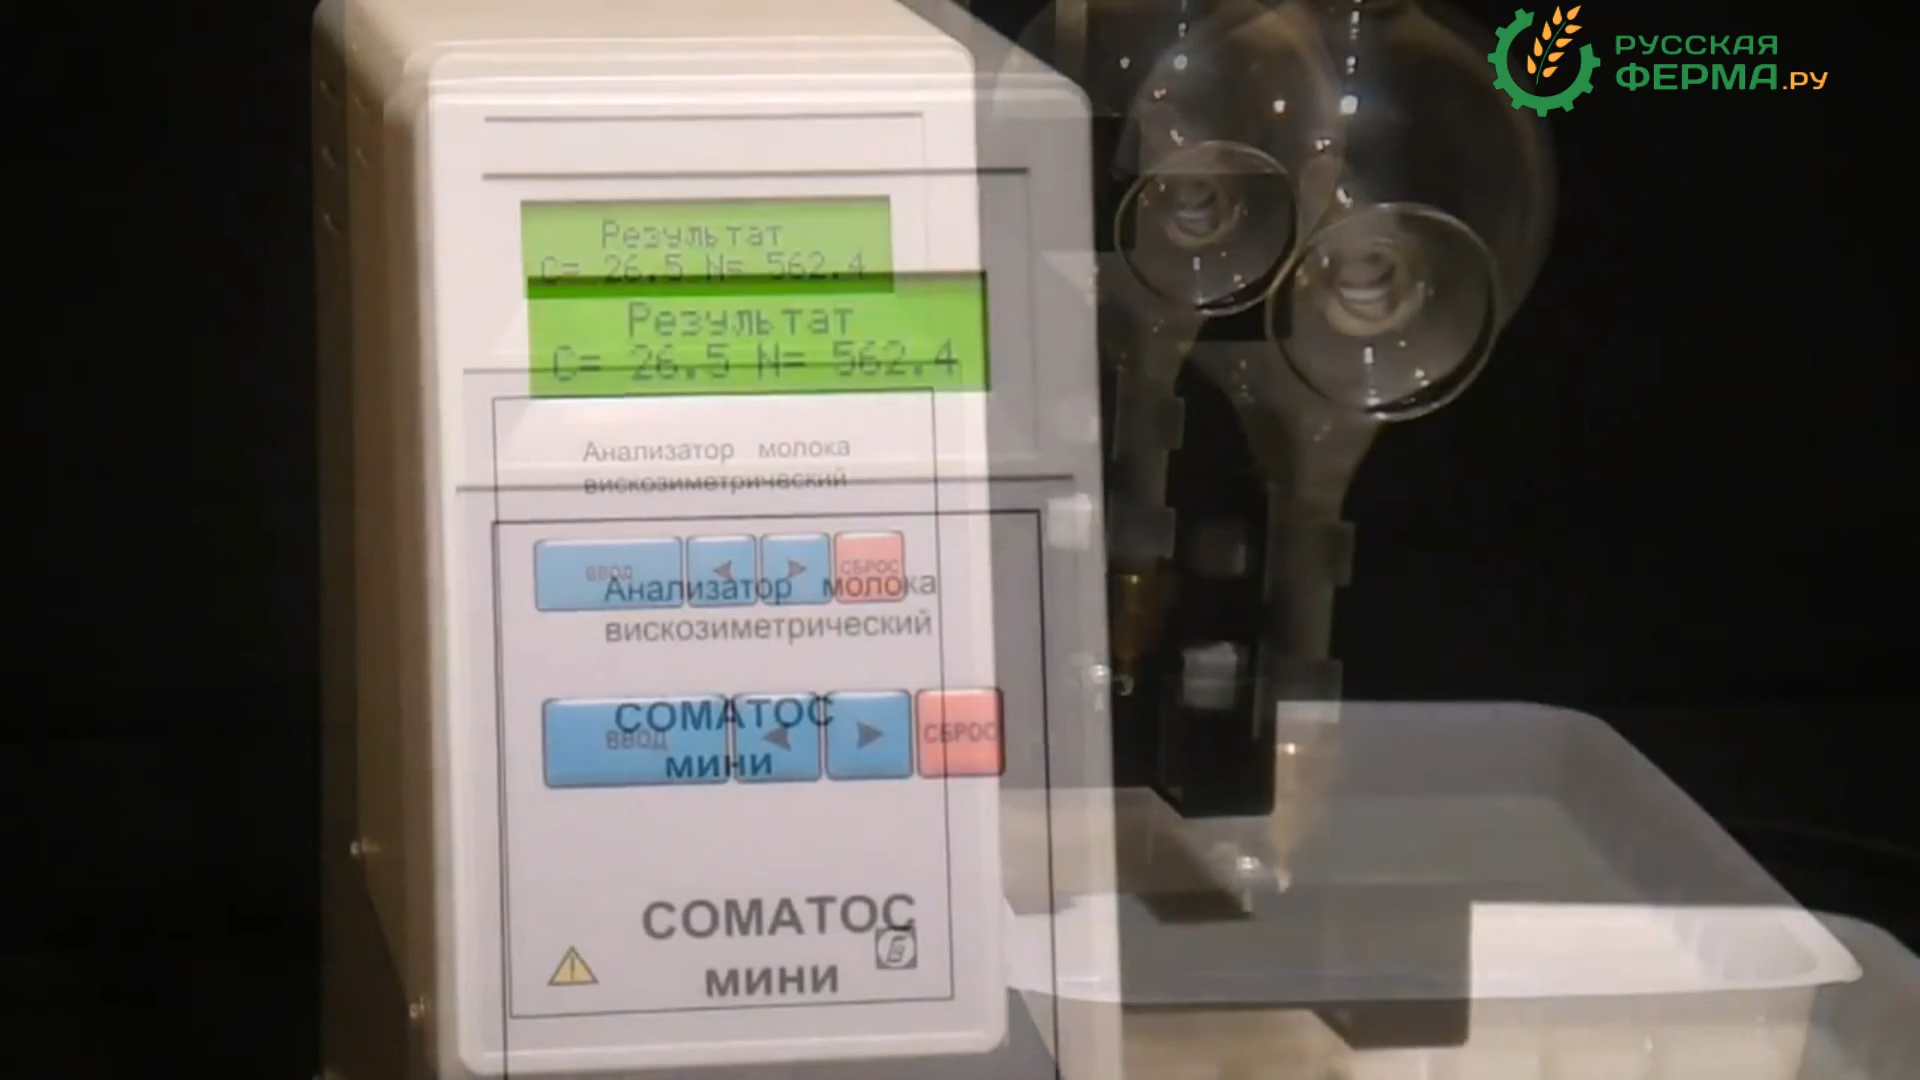 РУССКАЯ
ФЕРМА.РУ
Результат
C= 26.5 N= 562.4
Результат
C= 26.5 N= 562.4
Анализатор молока
вискозиметрический
ВВОД
СБРОС
Анализатор молока
вискозиметрический
СОМАТОС
МИНИ
ВВОД
СБРОС
СОМАТОС
МИНИ